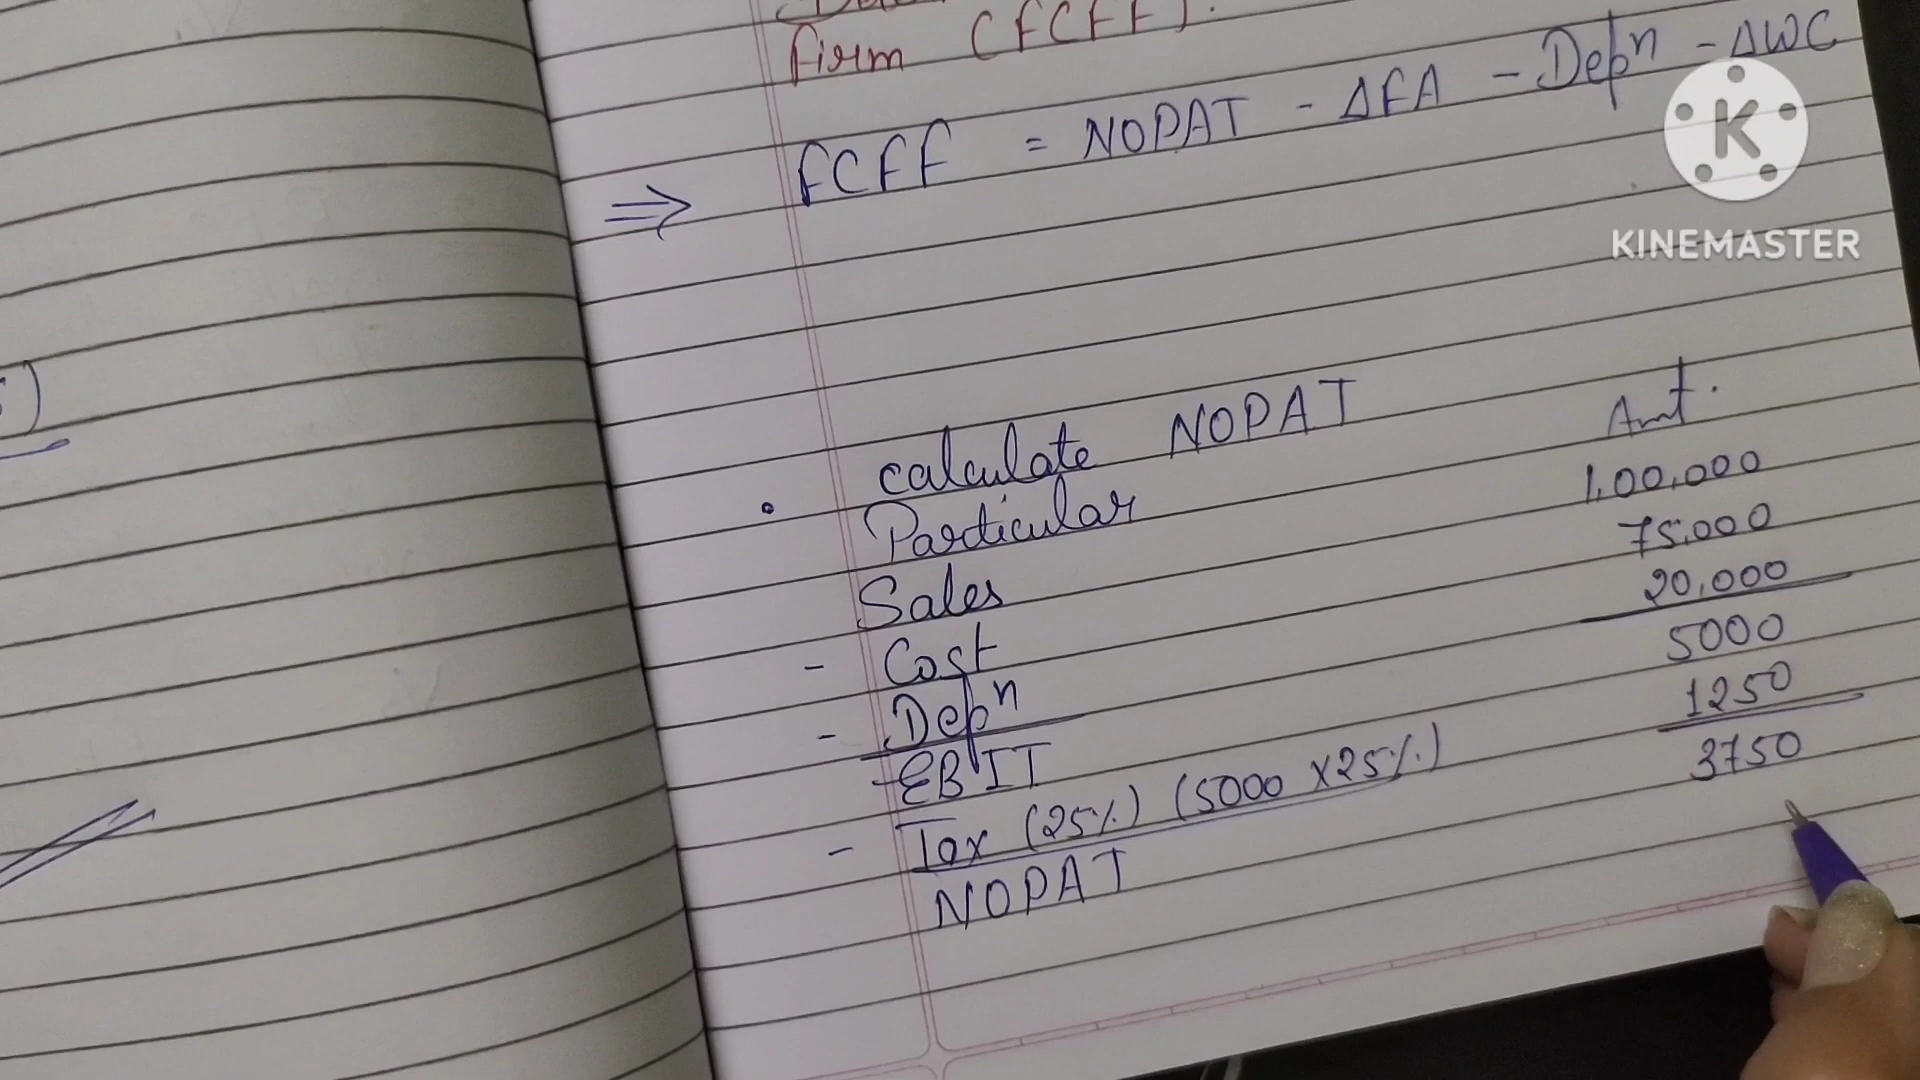 Firm (FCFF).
⇒ FCFF = NOPAT - ΔFA - Depn - ΔWC
KINEMASTER
• calculate NOPAT
Particular Amt.
Sales 1,00,000
- Cost 75,000
- Depn 20,000
EBIT 5000
- Tax (25%) (5000 x25%) 1250
NOPAT 3750